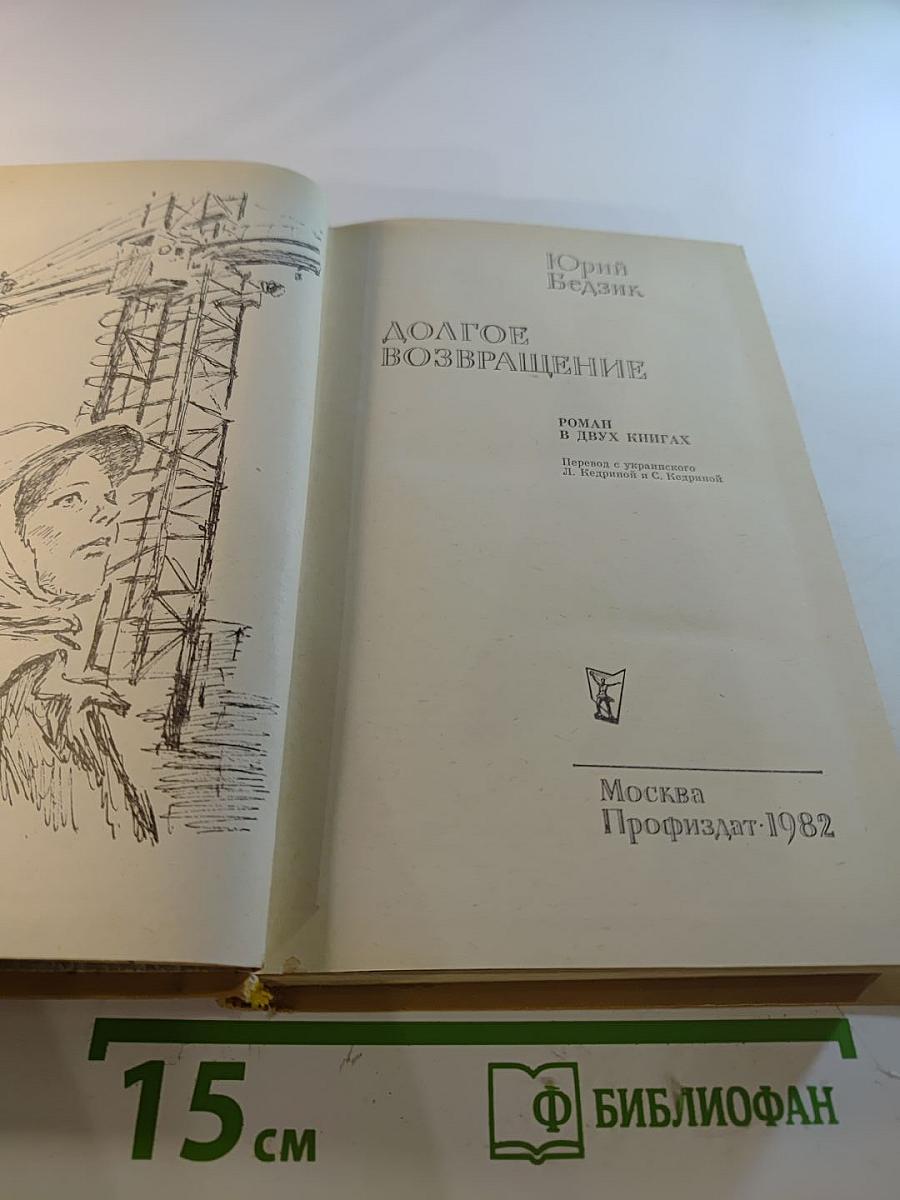 Юрий
Бедзик
ДОЛГОЕ
ВОЗВРАЩЕНИЕ
РОМАН
В ДВУХ КНИГАХ
Перевод с украинского
Л. Кедриной и С. Кедриной
Москва
Профиздат·1982
15 см
Ф БИБЛИОФАН